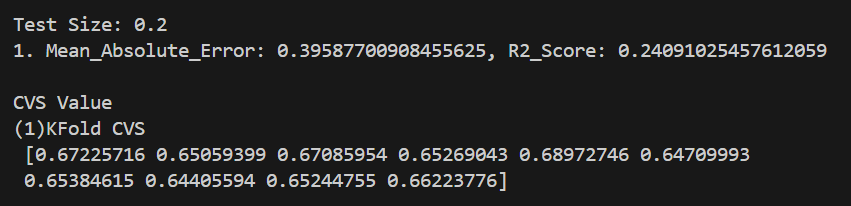 Test Size: 0.2
1. Mean_Absolute_Error: 0.39587700908455625, R2_Score: 0.24091025457612059
CVS Value
(1)KFold CVS
[0.67225716 0.65059399 0.67085954 0.65269043 0.68972746 0.64709993
0.65384615 0.64405594 0.65244755 0.66223776]